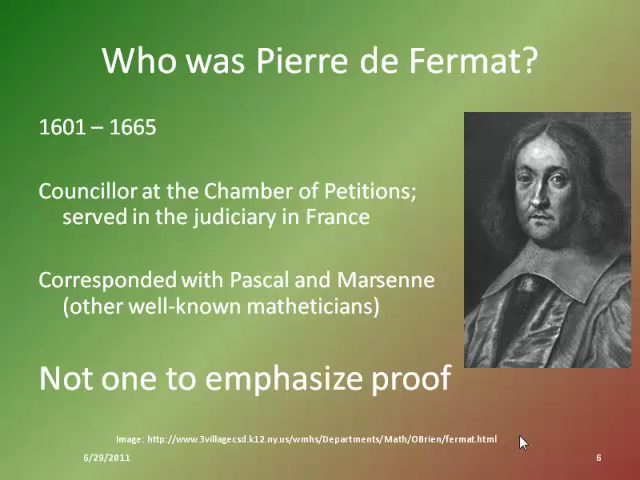 Who was Pierre de Fermat?
1601 – 1665
Councillor at the Chamber of Petitions;
served in the judiciary in France
Corresponded with Pascal and Marsenne
(other well-known matheticians)
Not one to emphasize proof
Image: http://www.3villagecsd.k12.ny.us/wmhs/Departments/Math/OBrien/fermat.html
6/29/2011
6